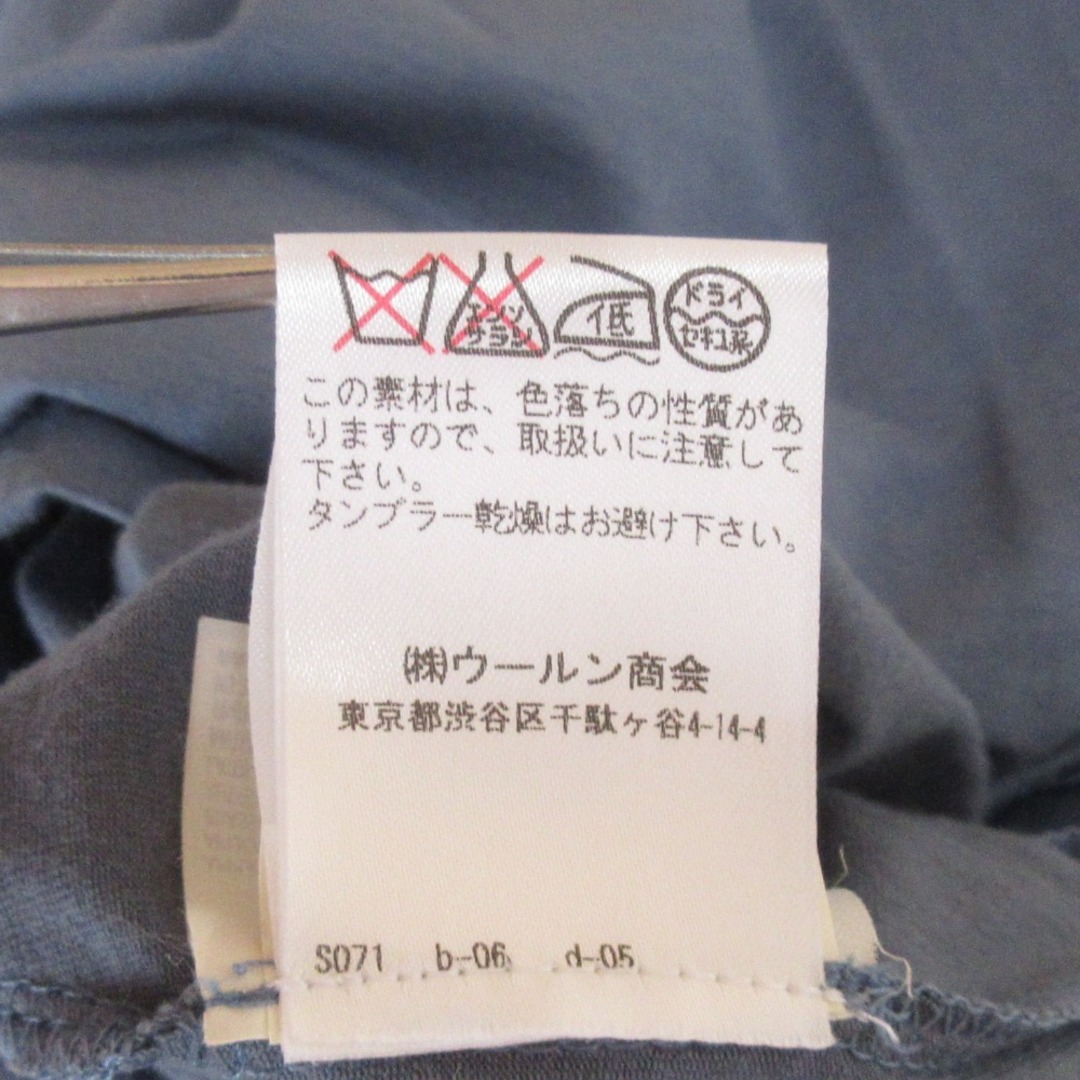 エンソ
サラシ
低
ドライ
セキユ系
この素材は、色落ちの性質があ
りますので、取扱いに注意して
下さい。
タンブラー乾燥はお避け下さい。
㈱ウールン商会
東京都渋谷区千駄ヶ谷4-14-4
S071 b-06 d-05